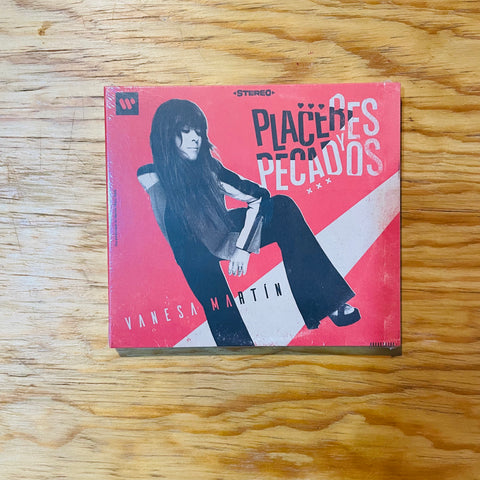 STEREO
PLACERES
Y
PECADOS
VANESA MARTÍN